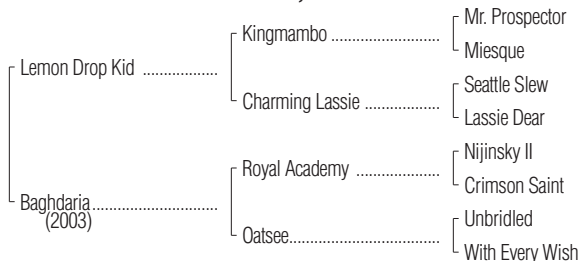 Mr. Prospector
Kingmambo ........................
Miesque
Lemon Drop Kid .................
Seattle Slew
Charming Lassie .................
Lassie Dear
Nijinsky II
Royal Academy ...................
Crimson Saint
Baghdaria............................
(2003)
Unbridled
Oatsee..................................
With Every Wish